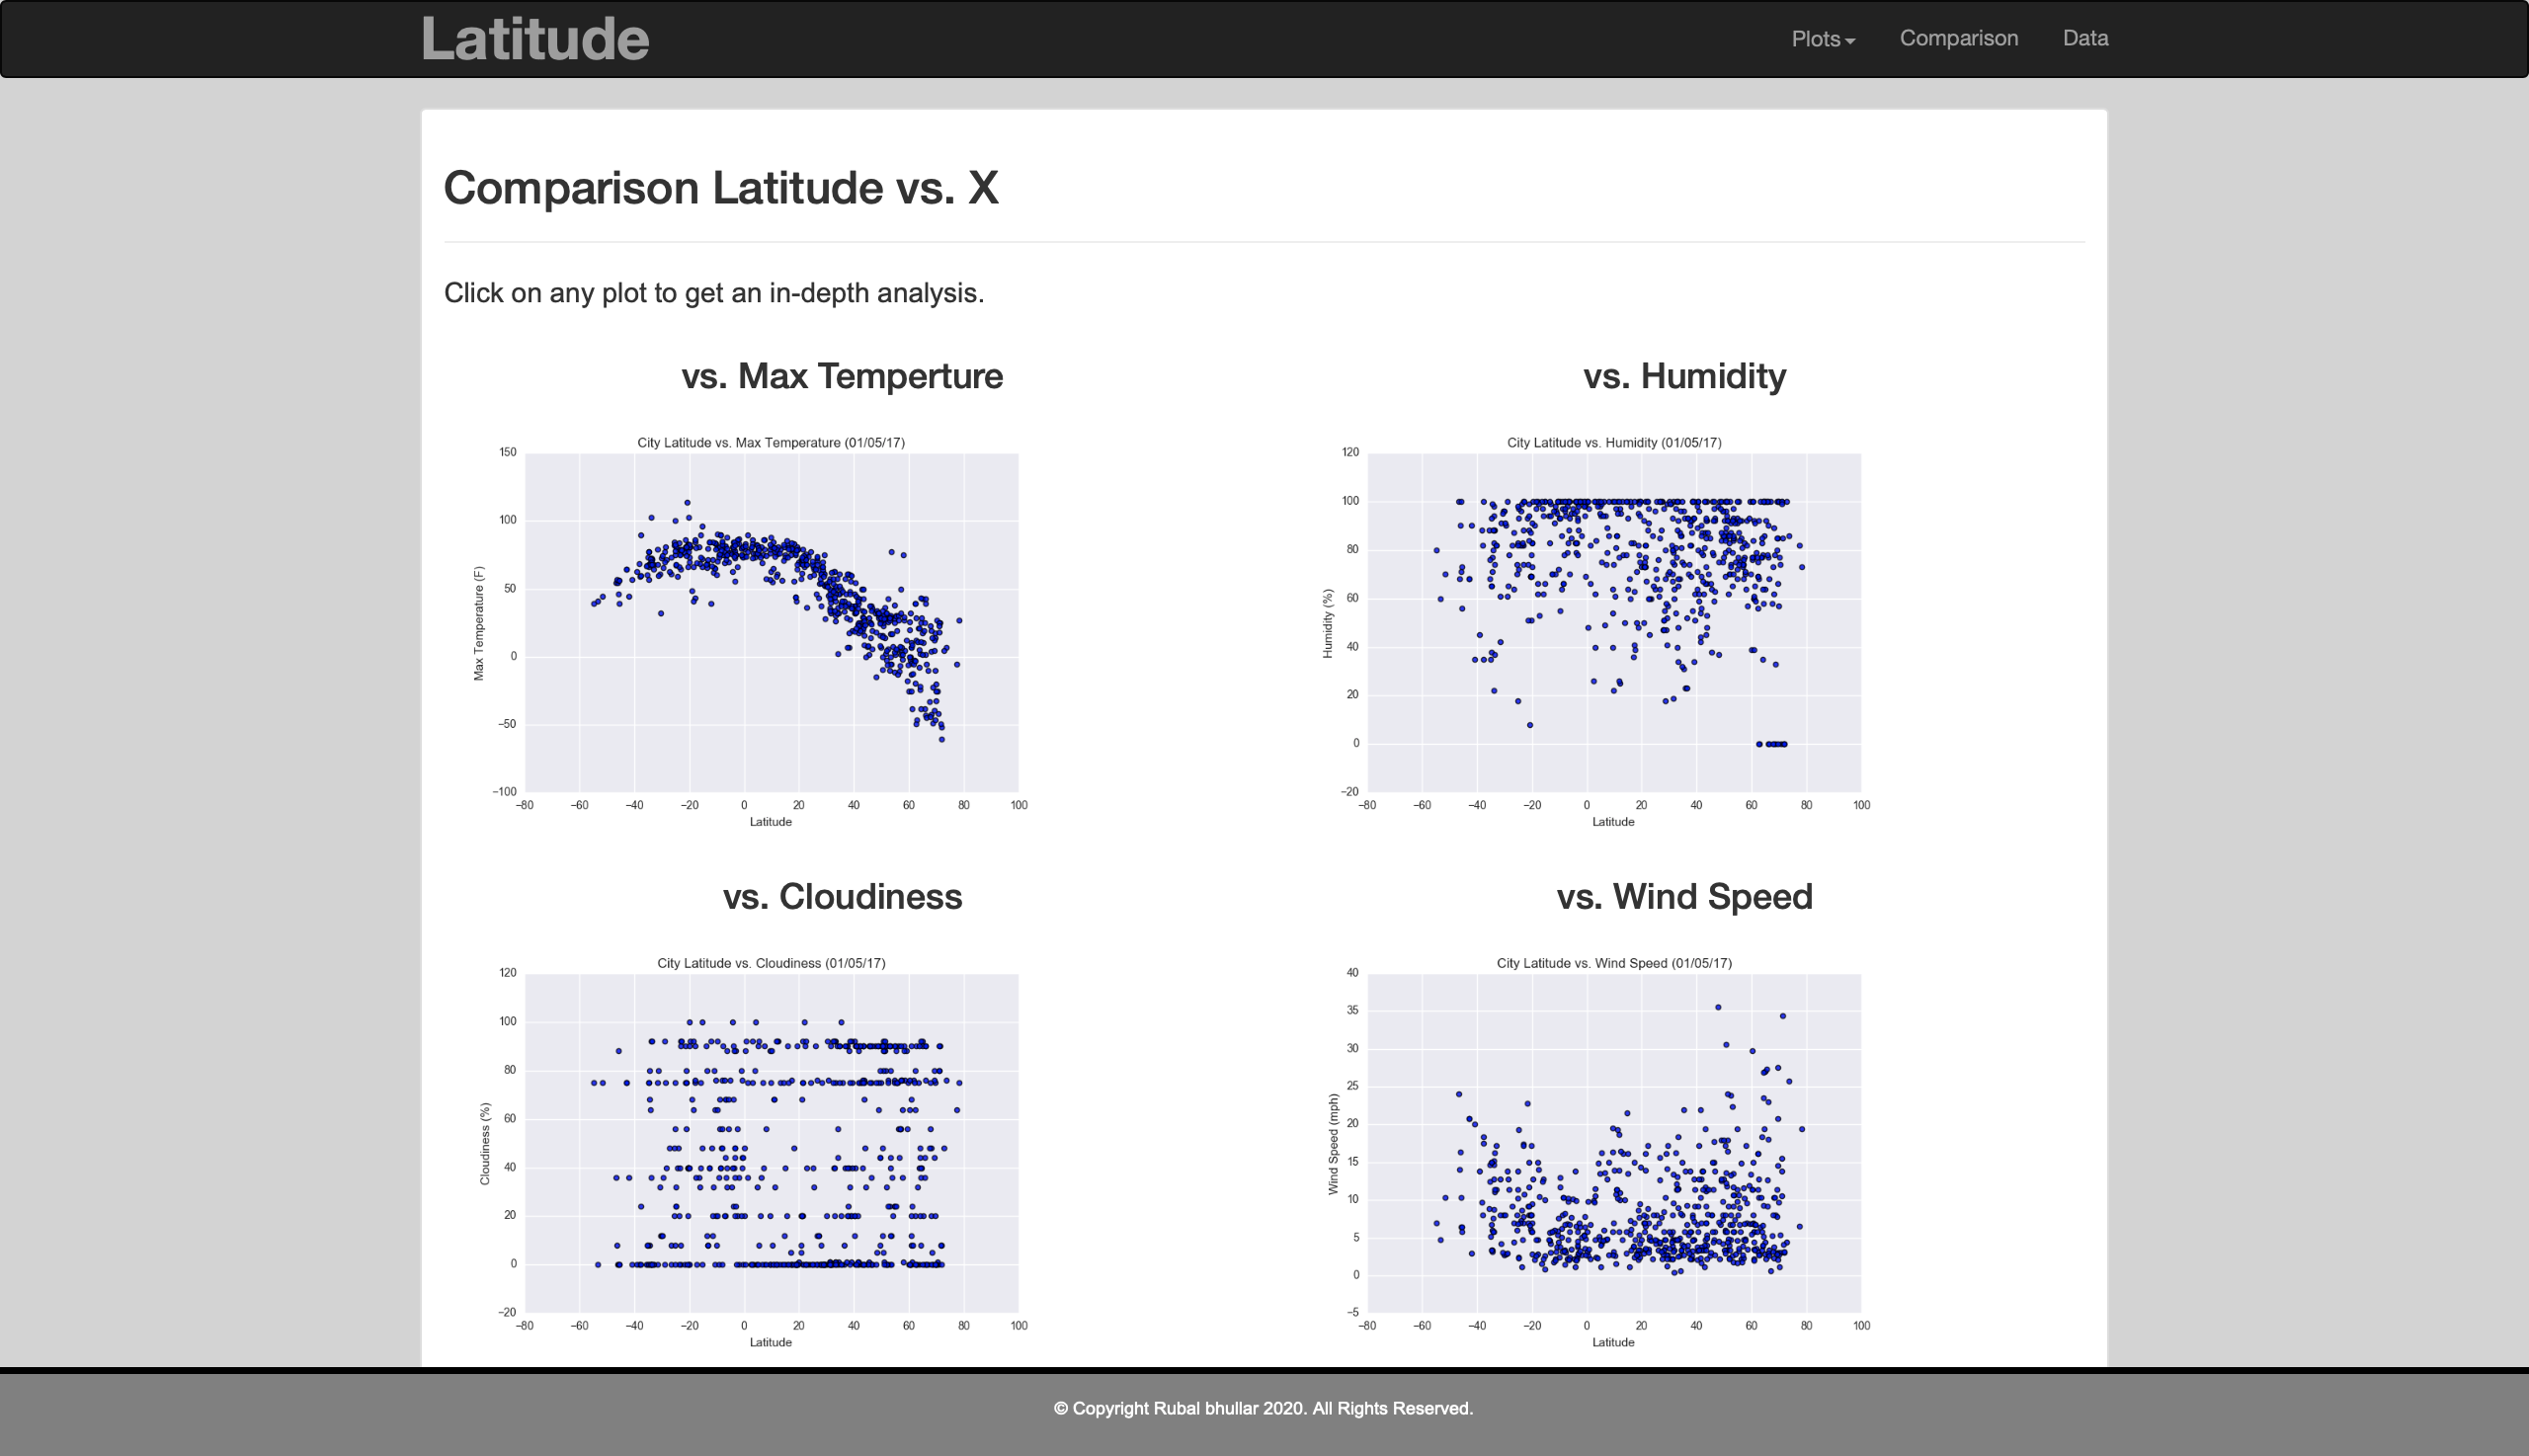 Latitude
Plots Comparison Data
Comparison Latitude vs. X
Click on any plot to get an in-depth analysis.
vs. Max Temperture
City Latitude vs. Max Temperature (01/05/17)
150
100
50
0
−50
−100
Max Temperature (F)
−80 −60 −40 −20 0 20 40 60 80 100
Latitude
vs. Humidity
City Latitude vs. Humidity (01/05/17)
120
100
80
60
40
20
0
−20
Humidity (%)
−80 −60 −40 −20 0 20 40 60 80 100
Latitude
vs. Cloudiness
City Latitude vs. Cloudiness (01/05/17)
120
100
80
60
40
20
0
−20
Cloudiness (%)
−80 −60 −40 −20 0 20 40 60 80 100
Latitude
vs. Wind Speed
City Latitude vs. Wind Speed (01/05/17)
40
35
30
25
20
15
10
5
0
−5
Wind Speed (mph)
−80 −60 −40 −20 0 20 40 60 80 100
Latitude
© Copyright Rubal bhullar 2020. All Rights Reserved.